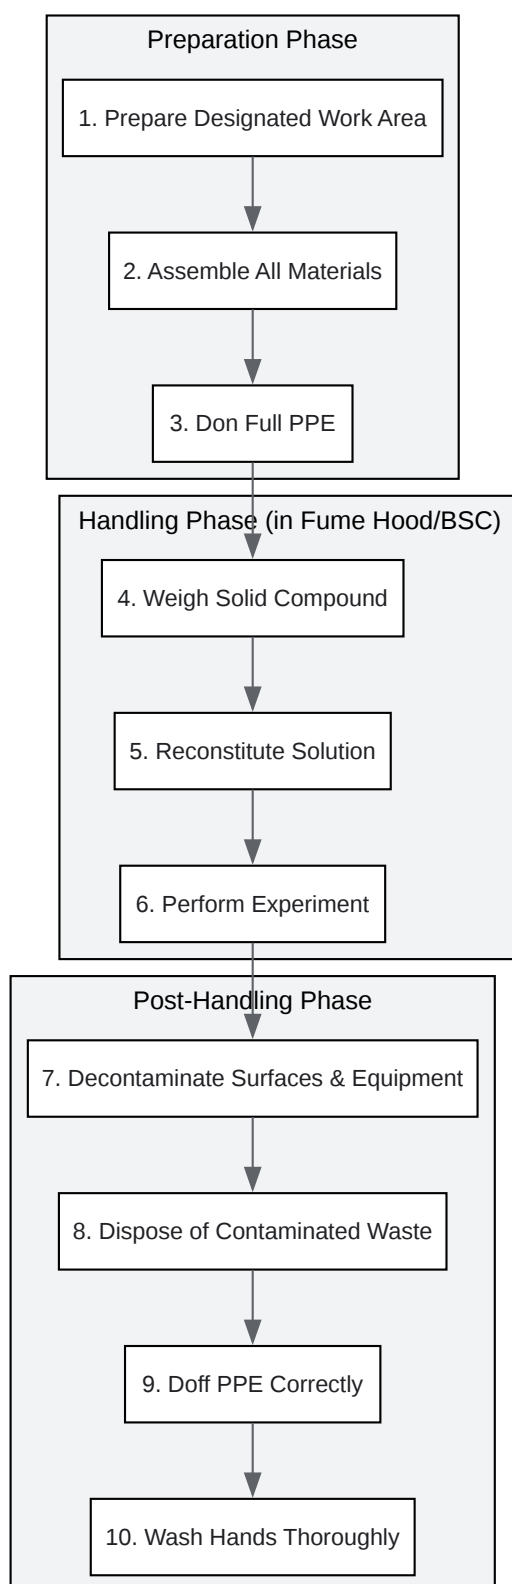 Preparation Phase
1. Prepare Designated Work Area
2. Assemble All Materials
3. Don Full PPE
Handling Phase (in Fume Hood/BSC)
4. Weigh Solid Compound
5. Reconstitute Solution
6. Perform Experiment
Post-Handling Phase
7. Decontaminate Surfaces & Equipment
8. Dispose of Contaminated Waste
9. Doff PPE Correctly
10. Wash Hands Thoroughly